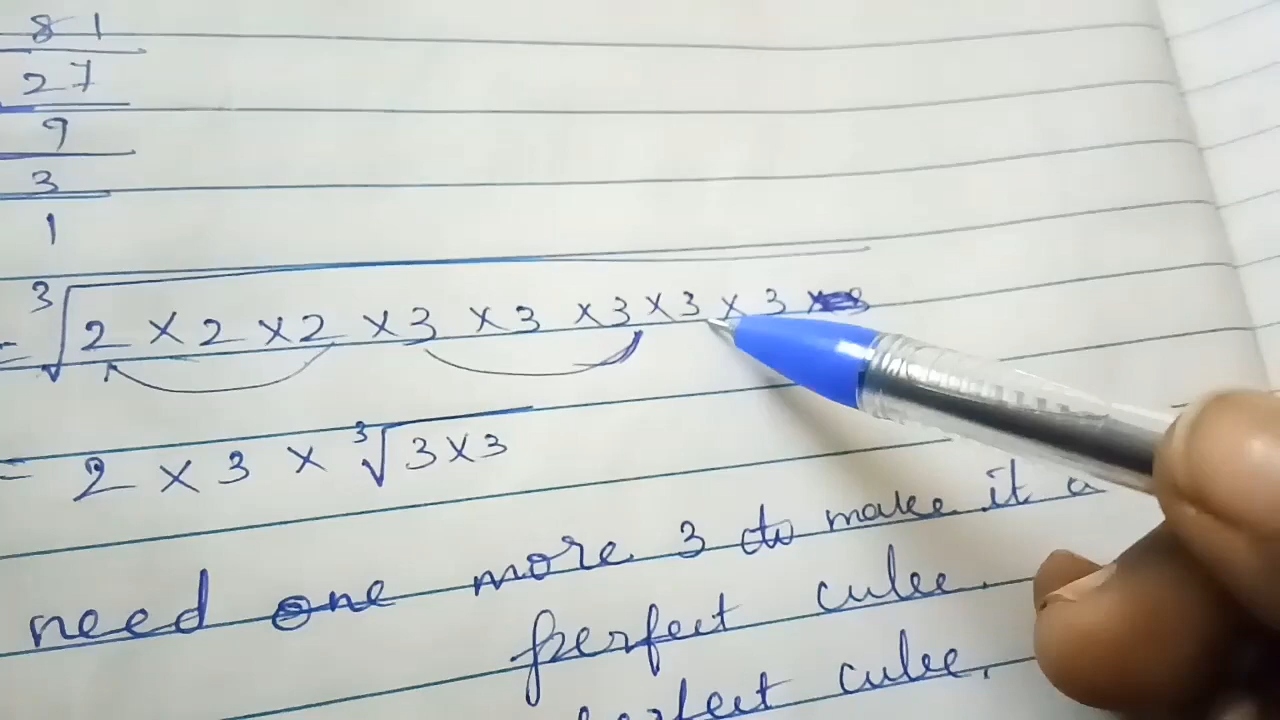 81
27
9
3
1
= ∛2 × 2 × 2 × 3 × 3 × 3 × 3 × 3
= 2 × 3 × ∛3 × 3
need one more 3 to make it a
perfect cube.
perfect cube.